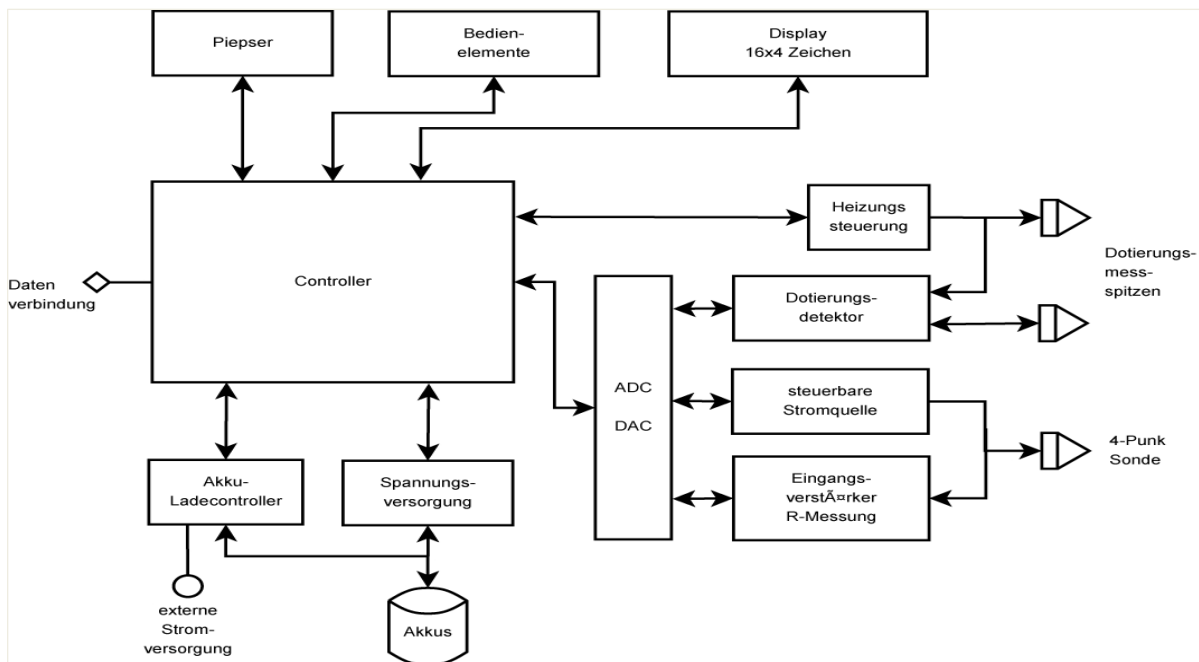 Piepser
Bedien-
elemente
Display
16x4 Zeichen
Heizungs
steuerung
Dotierungs-
mess-
spitzen
Daten
verbindung
Controller
Dotierungs-
detektor
ADC
DAC
steuerbare
Stromquelle
4-Punk
Sonde
Akku-
Ladecontroller
Spannungs-
versorgung
Eingangs-
verstÃ¤rker
R-Messung
externe
Strom-
versorgung
Akkus